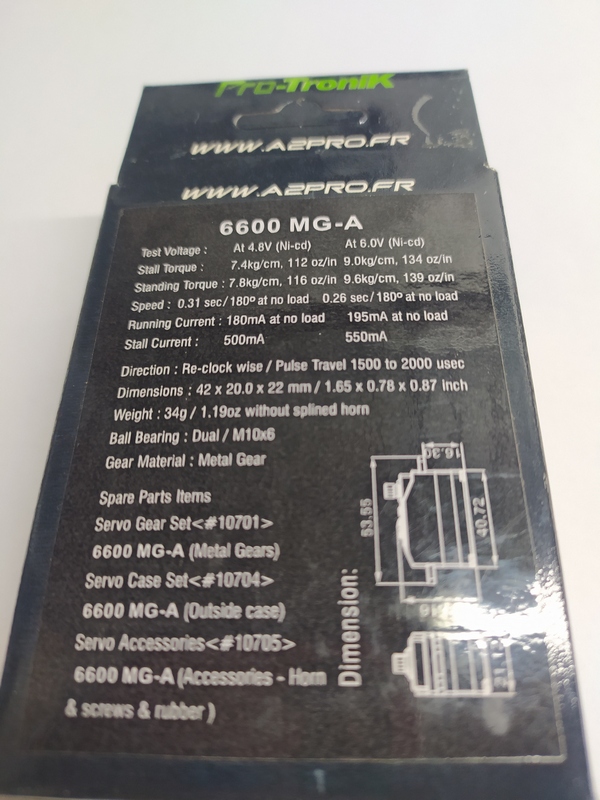 Pro-TroniK
WWW.A2PRO.FR
WWW.A2PRO.FR
6600 MG-A
Test Voltage : At 4.8V (Ni-cd) At 6.0V (Ni-cd)
Stall Torque : 7.4kg/cm, 112 oz/in 9.0kg/cm, 134 oz/in
Standing Torque : 7.8kg/cm, 116 oz/in 9.6kg/cm, 139 oz/in
Speed : 0.31 sec/180º at no load 0.26 sec/180º at no load
Running Current : 180mA at no load 195mA at no load
Stall Current : 500mA 550mA
Direction : Re-clock wise / Pulse Travel 1500 to 2000 usec
Dimensions : 42 x 20.0 x 22 mm / 1.65 x 0.78 x 0.87 inch
Weight : 34g / 1.19oz without splined horn
Ball Bearing : Dual / M10x6
Gear Material : Metal Gear
Spare Parts Items
Servo Gear Set<#10701>
6600 MG-A (Metal Gears)
Servo Case Set<#10704>
6600 MG-A (Outside case)
Servo Accessories<#10705>
6600 MG-A (Accessories - Horn
& screws & rubber )
Dimension:
16.30
53.55
40.72